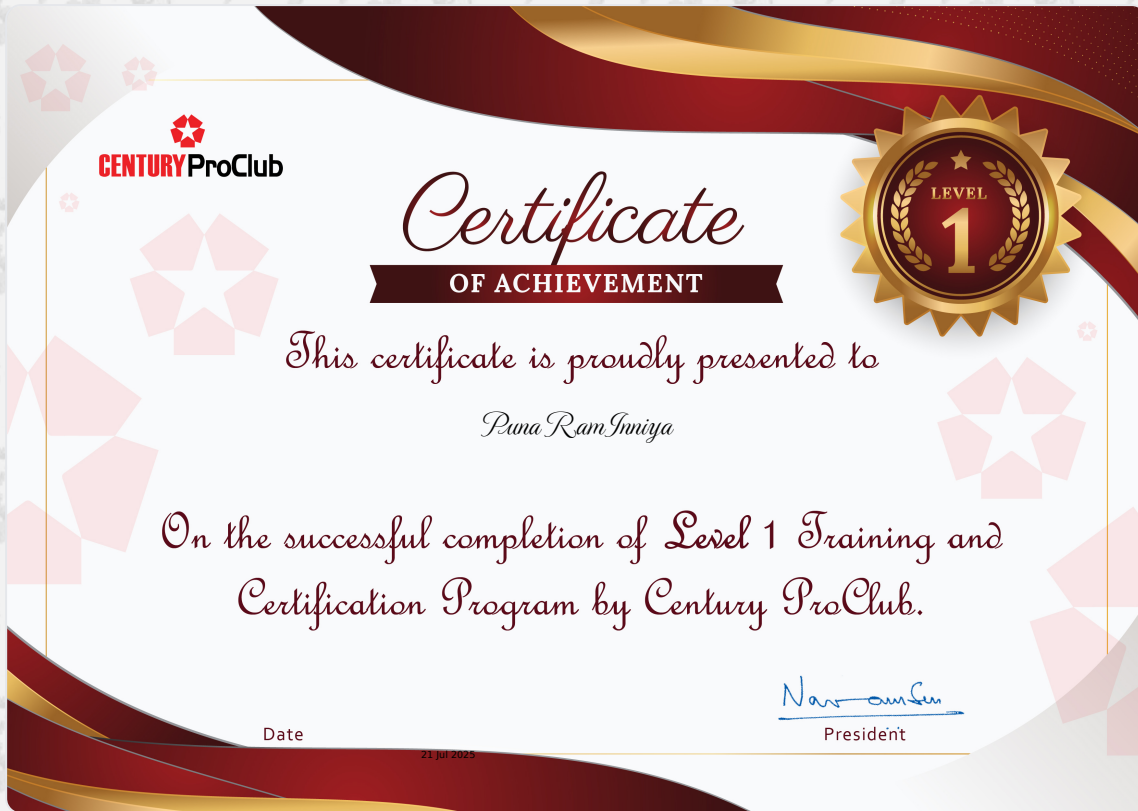 CENTURY ProClub
LEVEL
1
Certificate
OF ACHIEVEMENT
This certificate is proudly presented to
Puna Ram Inniya
On the successful completion of Level 1 Training and
Certification Program by Century ProClub.
Date
President
21 Jul 2025